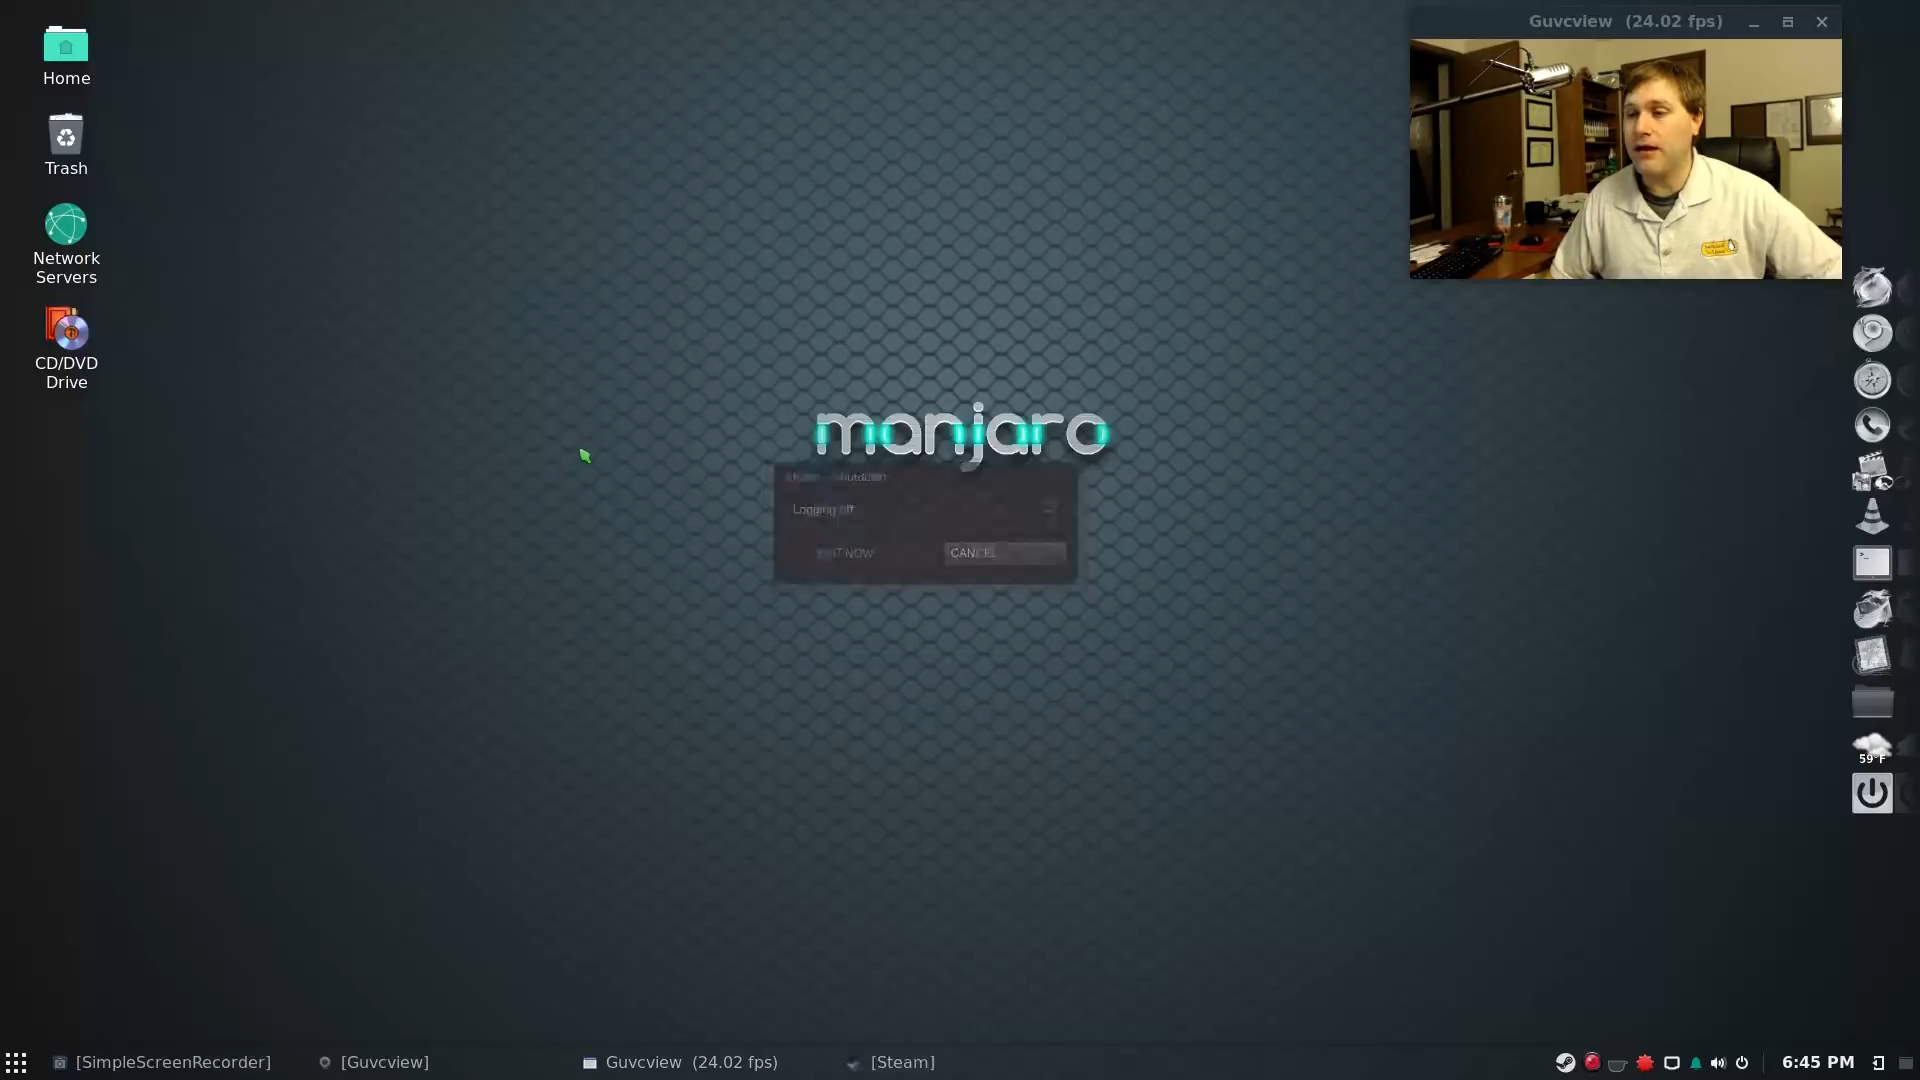 Guvcview (24.02 fps)
Home
Trash
Network
Servers
CD/DVD
Drive
manjaro
Logging off
CANCEL
59°F
[SimpleScreenRecorder]
[Guvcview]
Guvcview (24.02 fps)
[Steam]
6:45 PM